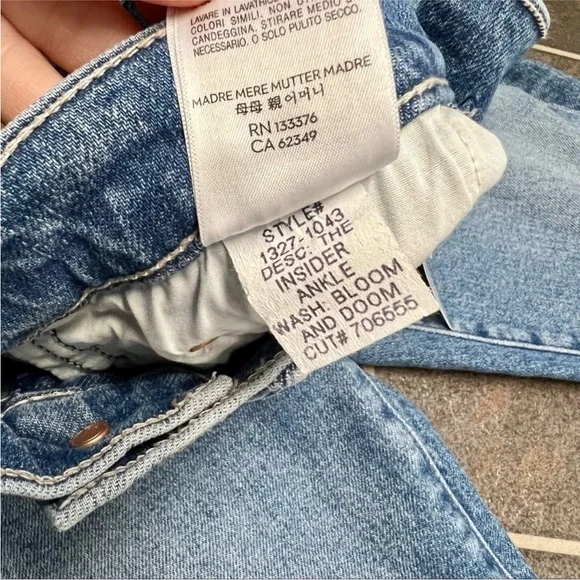 LAVARE IN LAVATRICE
COLORI SIMILI. NON
CANDEGGINA, STIRARE MEDIO
NECESSARIO. O SOLO PULITO SECCO.
MADRE MERE MUTTER MADRE
母母 親 어머니
RN 133376
CA 62349
STYLE#
1327-1043
DESC: THE
INSIDER
ANKLE
WASH: BLOOM
AND DOOM
CUT# 706555